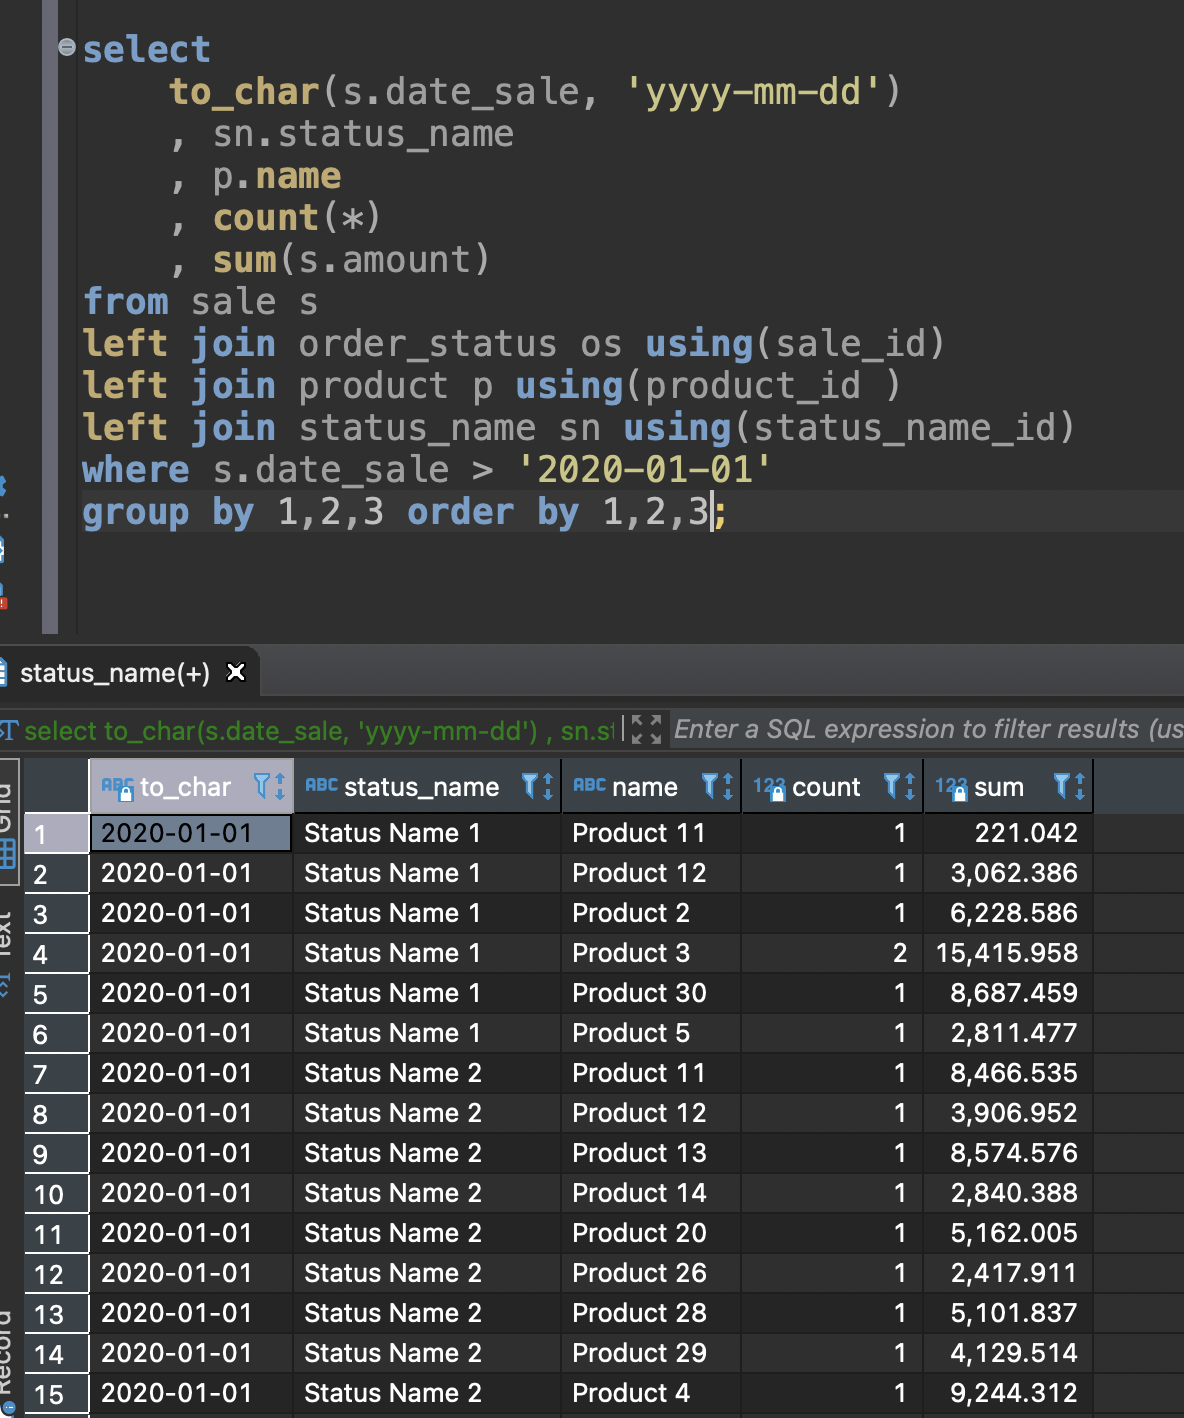 select
to_char(s.date_sale, 'yyyy-mm-dd')
, sn.status_name
, p.name
, count(*)
, sum(s.amount)
from sale s
left join order_status os using(sale_id)
left join product p using(product_id )
left join status_name sn using(status_name_id)
where s.date_sale > '2020-01-01'
group by 1,2,3 order by 1,2,3;
status_name(+)
select to_char(s.date_sale, 'yyyy-mm-dd') , sn.st Enter a SQL expression to filter results (us
Grid
Text
Record
ABC to_char ABC status_name ABC name 123 count 123 sum
1 2020-01-01 Status Name 1 Product 11 1 221.042
2 2020-01-01 Status Name 1 Product 12 1 3,062.386
3 2020-01-01 Status Name 1 Product 2 1 6,228.586
4 2020-01-01 Status Name 1 Product 3 2 15,415.958
5 2020-01-01 Status Name 1 Product 30 1 8,687.459
6 2020-01-01 Status Name 1 Product 5 1 2,811.477
7 2020-01-01 Status Name 2 Product 11 1 8,466.535
8 2020-01-01 Status Name 2 Product 12 1 3,906.952
9 2020-01-01 Status Name 2 Product 13 1 8,574.576
10 2020-01-01 Status Name 2 Product 14 1 2,840.388
11 2020-01-01 Status Name 2 Product 20 1 5,162.005
12 2020-01-01 Status Name 2 Product 26 1 2,417.911
13 2020-01-01 Status Name 2 Product 28 1 5,101.837
14 2020-01-01 Status Name 2 Product 29 1 4,129.514
15 2020-01-01 Status Name 2 Product 4 1 9,244.312